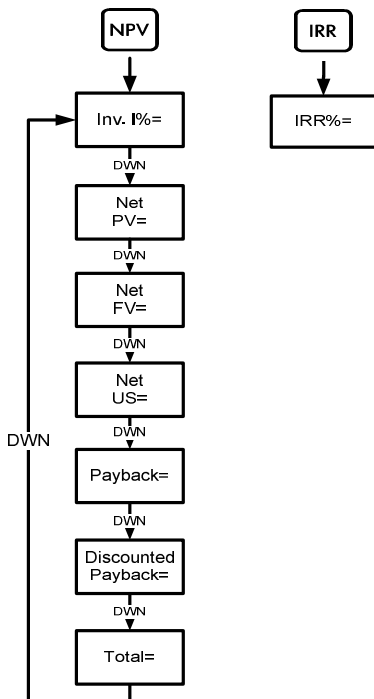 NPV
IRR
Inv. I%=
IRR%=
DWN
Net
PV=
DWN
Net
FV=
DWN
Net
US=
DWN
DWN
Payback=
DWN
Discounted
Payback=
DWN
Total=